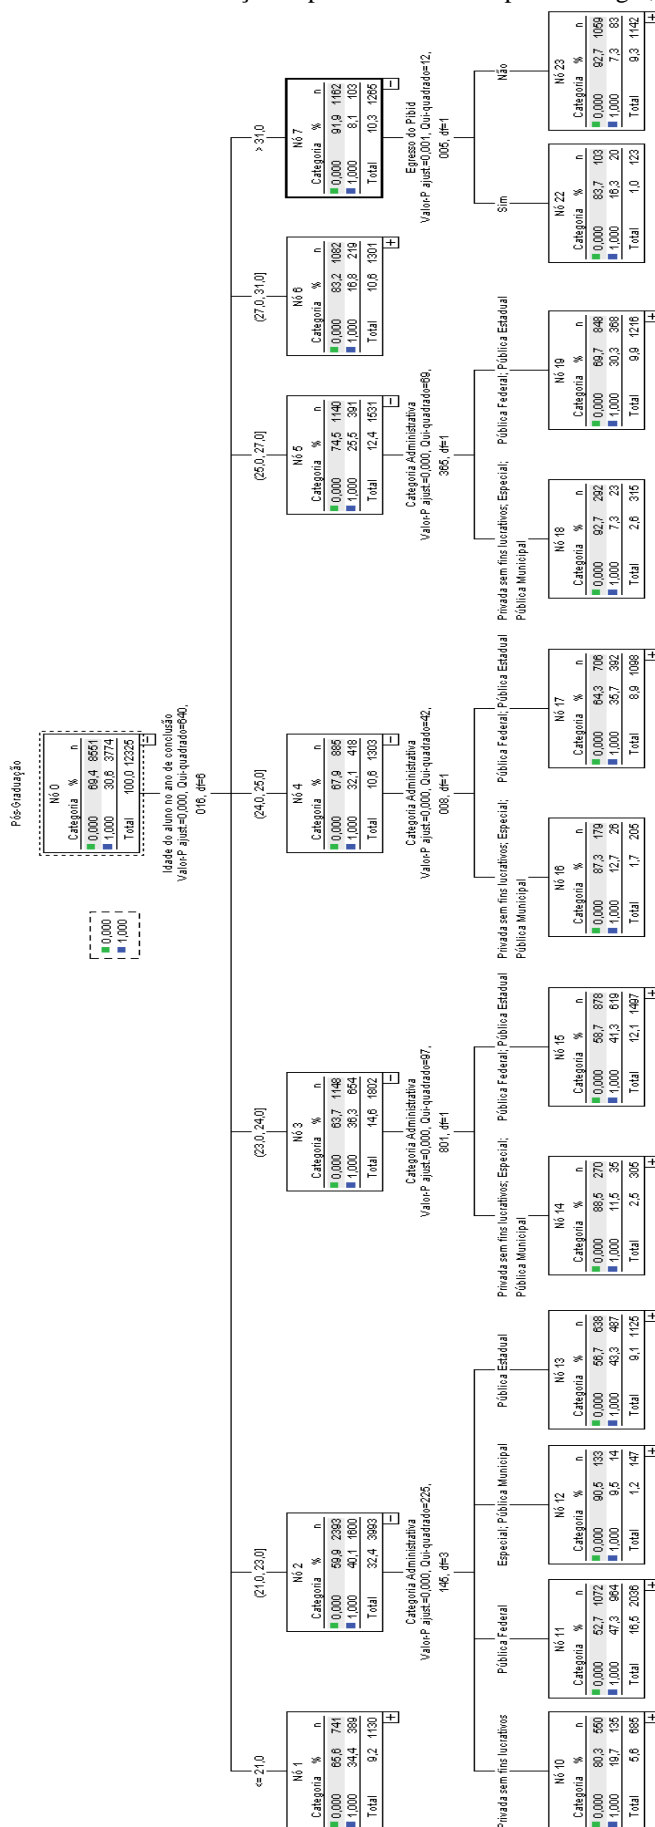 Pós-Graduação
Nó 0
Categoria % n
0,000 69,4 8551
1,000 30,6 3774
Total 100,0 12325
0,000
1,000
Idade do aluno no ano de conclusão
Valor-P ajust.=0,000, Qui-quadrado=640,
016, df=6
<= 21,0
Nó 1
Categoria % n
0,000 65,6 741
1,000 34,4 389
Total 9,2 1130
(21,0, 23,0]
Nó 2
Categoria % n
0,000 59,9 2393
1,000 40,1 1600
Total 32,4 3993
Categoria Administrativa
Valor-P ajust.=0,000, Qui-quadrado=225,
145, df=3
(23,0, 24,0]
Nó 3
Categoria % n
0,000 63,7 1148
1,000 36,3 654
Total 14,6 1802
Categoria Administrativa
Valor-P ajust.=0,000, Qui-quadrado=97,
801, df=1
(24,0, 25,0]
Nó 4
Categoria % n
0,000 67,9 885
1,000 32,1 418
Total 10,6 1303
Categoria Administrativa
Valor-P ajust.=0,000, Qui-quadrado=42,
008, df=1
(25,0, 27,0]
Nó 5
Categoria % n
0,000 74,5 1140
1,000 25,5 391
Total 12,4 1531
Categoria Administrativa
Valor-P ajust.=0,000, Qui-quadrado=69,
365, df=1
(27,0, 31,0]
Nó 6
Categoria % n
0,000 83,2 1082
1,000 16,8 219
Total 10,6 1301
> 31,0
Nó 7
Categoria % n
0,000 91,9 1162
1,000 8,1 103
Total 10,3 1265
Egresso do Pibid
Valor-P ajust.=0,001, Qui-quadrado=12,
005, df=1
Privada sem fins lucrativos
Nó 10
Categoria % n
0,000 80,3 550
1,000 19,7 135
Total 5,6 685
Pública Federal
Nó 11
Categoria % n
0,000 52,7 1072
1,000 47,3 964
Total 16,5 2036
Especial; Pública Municipal
Nó 12
Categoria % n
0,000 90,5 133
1,000 9,5 14
Total 1,2 147
Pública Estadual
Nó 13
Categoria % n
0,000 56,7 638
1,000 43,3 487
Total 9,1 1125
Privada sem fins lucrativos; Especial;
Pública Municipal
Nó 14
Categoria % n
0,000 88,5 270
1,000 11,5 35
Total 2,5 305
Pública Federal; Pública Estadual
Nó 15
Categoria % n
0,000 58,7 878
1,000 41,3 619
Total 12,1 1497
Privada sem fins lucrativos; Especial;
Pública Municipal
Nó 16
Categoria % n
0,000 87,3 179
1,000 12,7 26
Total 1,7 205
Pública Federal; Pública Estadual
Nó 17
Categoria % n
0,000 64,3 706
1,000 35,7 392
Total 8,9 1098
Privada sem fins lucrativos; Especial;
Pública Municipal
Nó 18
Categoria % n
0,000 92,7 292
1,000 7,3 23
Total 2,6 315
Pública Federal; Pública Estadual
Nó 19
Categoria % n
0,000 69,7 848
1,000 30,3 368
Total 9,9 1216
Sim
Nó 22
Categoria % n
0,000 83,7 103
1,000 16,3 20
Total 1,0 123
Não
Nó 23
Categoria % n
0,000 92,7 1059
1,000 7,3 83
Total 9,3 1142